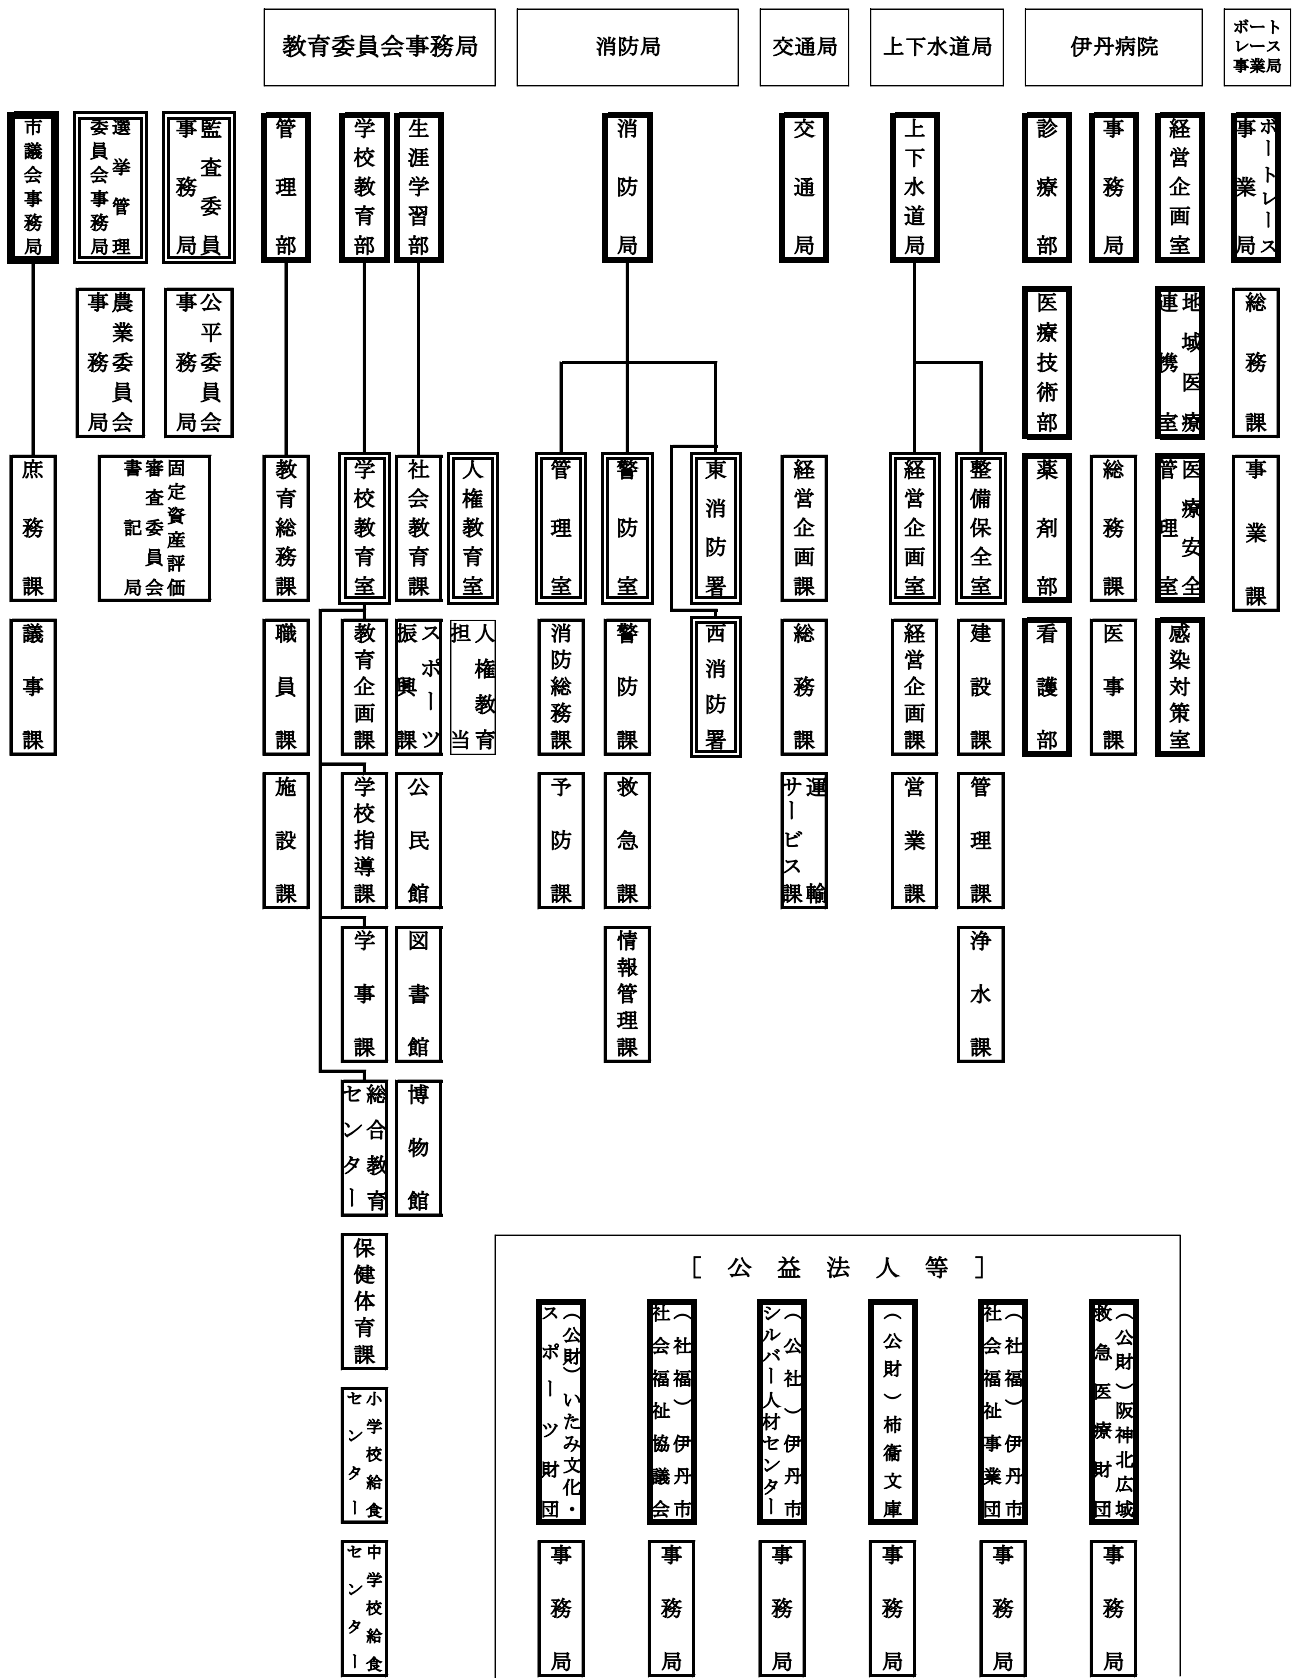 教育委員会事務局
消防局
交通局
上下水道局
伊丹病院
ボート
レース
事業局
市議会事務局
選挙管理
委員会事務局
監査委員
事務局
管理部
学校教育部
生涯学習部
消防局
交通局
上下水道局
診療部
事務局
経営企画室
ボートレース
事業局
農業委員会
事務局
公平委員会
事務局
医療技術部
地域医療
連携室
総務課
庶務課
固定資産評価
審査委員会
書記局
教育総務課
学校教育室
社会教育課
人権教育室
管理室
警防室
東消防署
経営企画課
経営企画室
整備保全室
薬剤部
総務課
医療安全
管理室
事業課
議事課
職員課
教育企画課
スポーツ
振興課
人権教育
担当
消防総務課
警防課
西消防署
総務課
経営企画課
建設課
看護部
医事課
感染対策室
施設課
学校指導課
公民館
予防課
救急課
運輸
サービス課
営業課
管理課
学事課
図書館
情報管理課
浄水課
総合教育
センター
博物館
保健体育課
小学校給食
センター
中学校給食
センター
［公益法人等］
（公財）いたみ文化・
スポーツ財団
（社福）伊丹市
社会福祉協議会
（公社）伊丹市
シルバー人材センター
（公財）柿衞文庫
（社福）伊丹市
社会福祉事業団
（公財）阪神北広域
救急医療財団
事務局
事務局
事務局
事務局
事務局
事務局